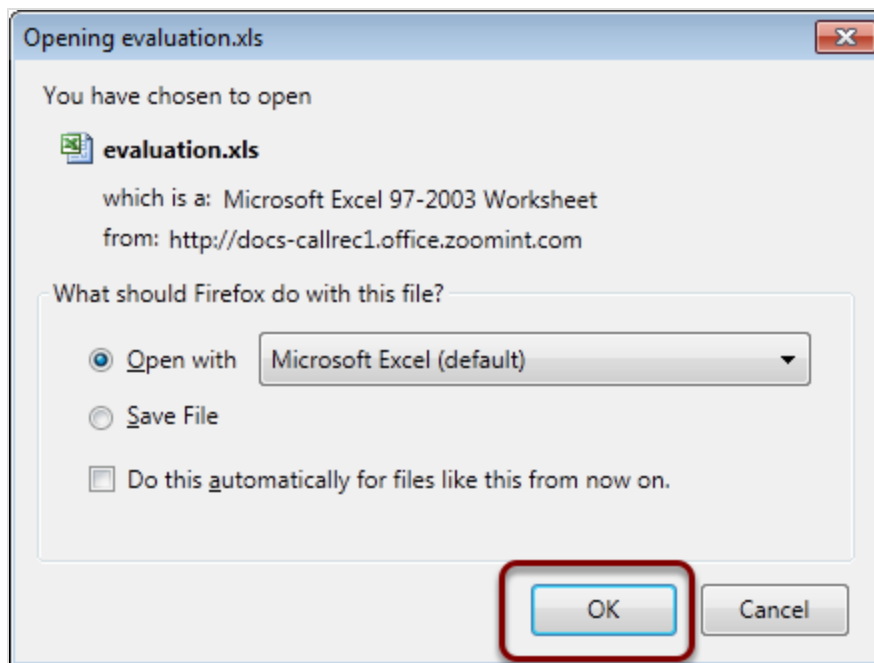 Opening evaluation.xls
You have chosen to open
evaluation.xls
which is a: Microsoft Excel 97-2003 Worksheet
from: http://docs-callrec1.office.zoomint.com
What should Firefox do with this file?
Open with Microsoft Excel (default)
Save File
Do this automatically for files like this from now on.
OK Cancel